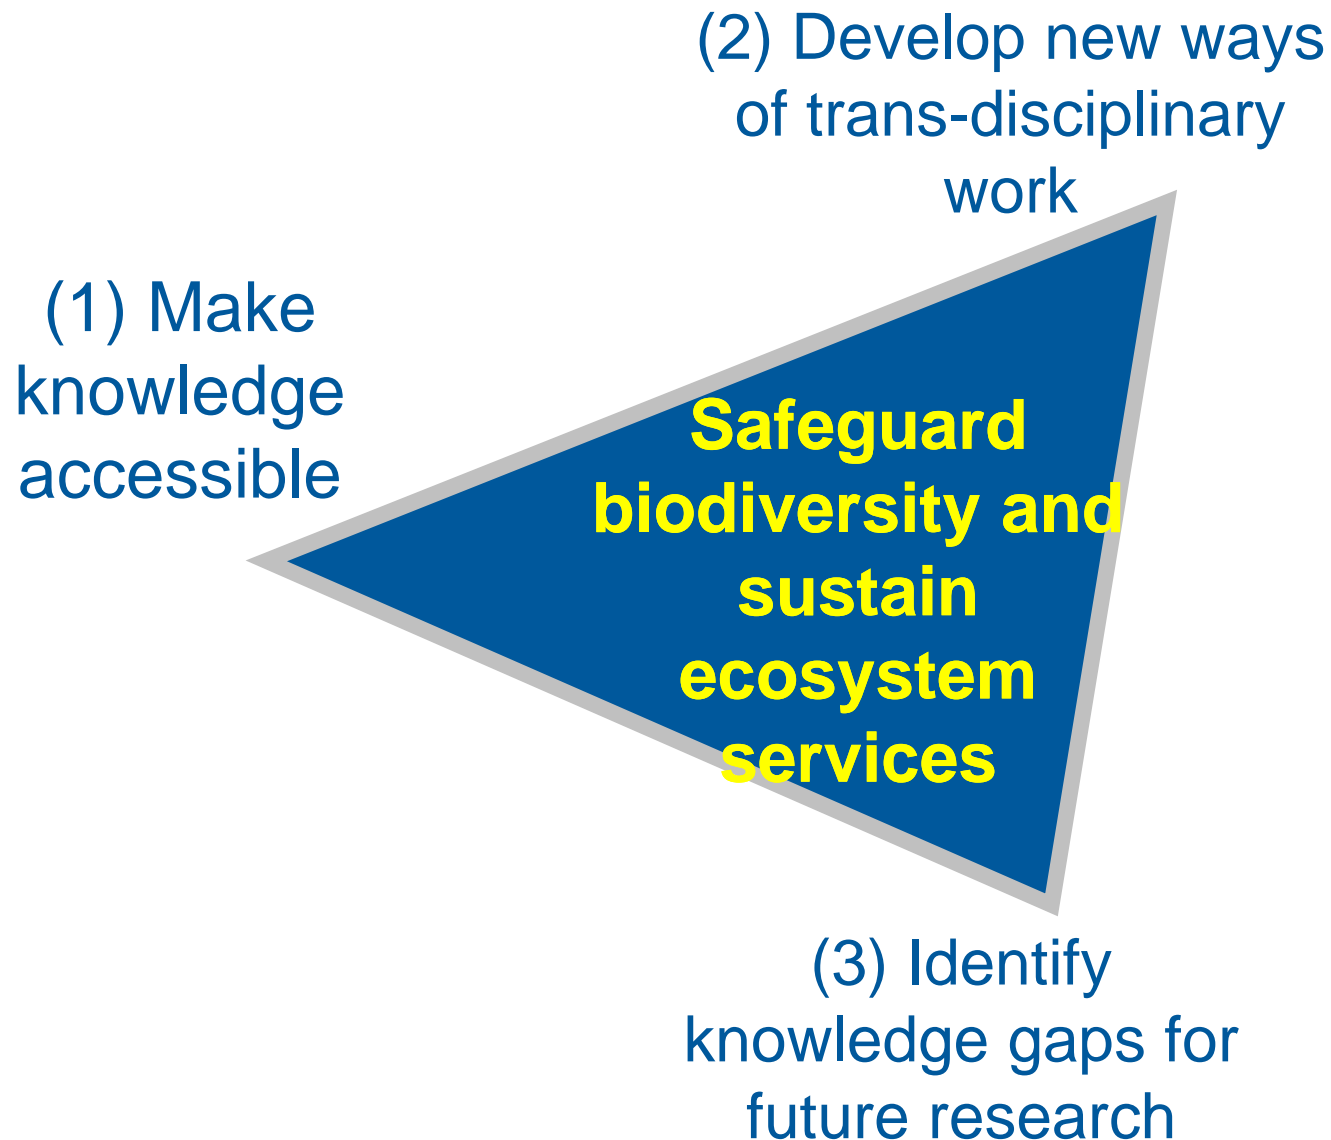 (1) Make
knowledge
accessible
(2) Develop new ways
of trans-disciplinary
work
Safeguard
biodiversity and
sustain
ecosystem
services
(3) Identify
knowledge gaps for
future research